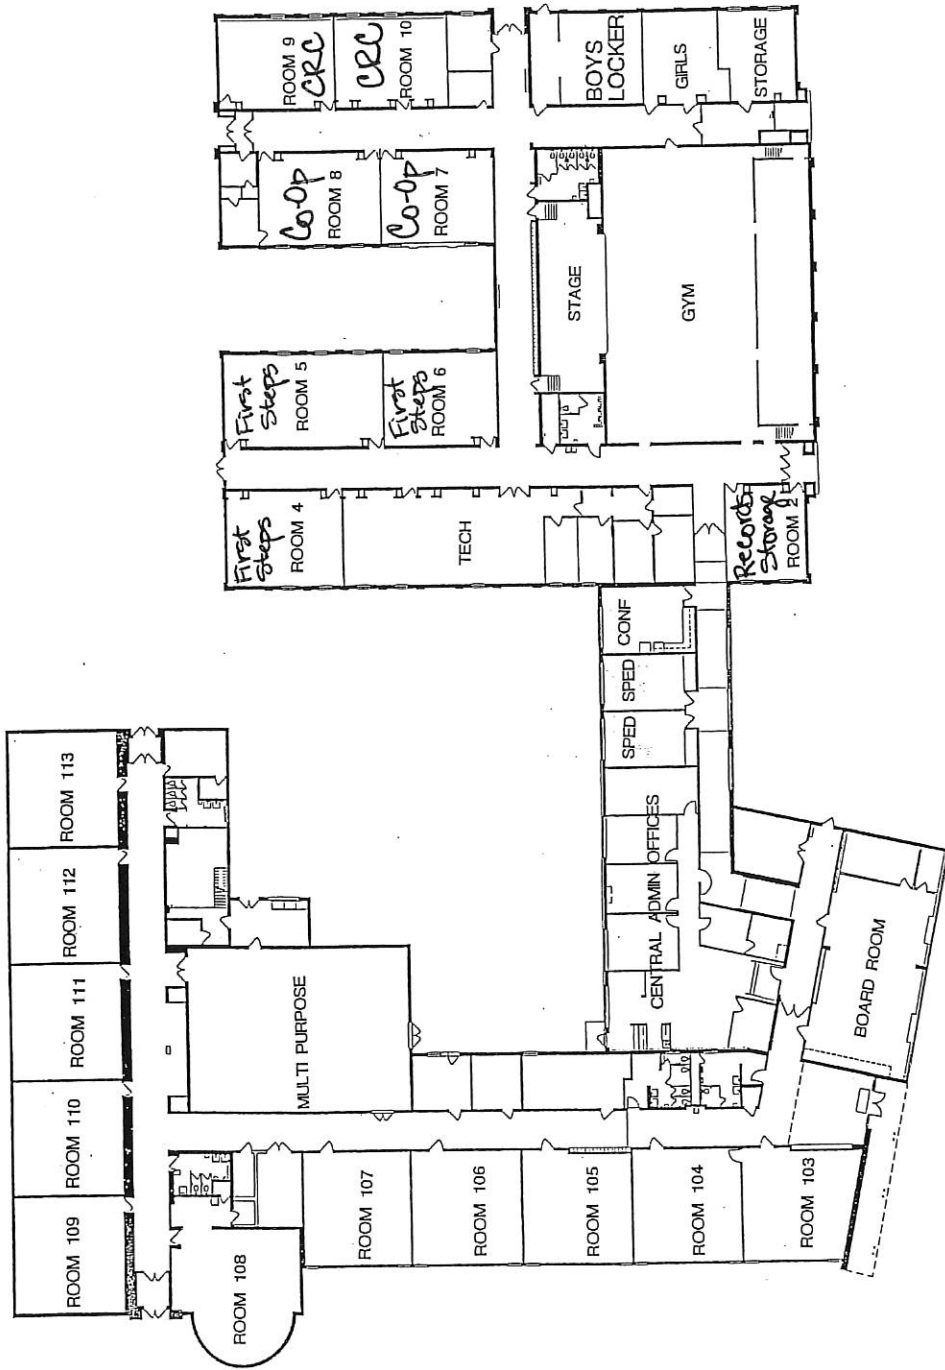 ROOM 9
CRC
CRC
ROOM 10
BOYS
LOCKER
GIRLS
STORAGE
Co-Op
ROOM 8
Co-Op
ROOM 7
STAGE
GYM
First
Steps
ROOM 5
First
Steps
ROOM 6
First
Steps
ROOM 4
TECH
Records
Storage
ROOM 2
CONF
SPED
SPED
CENTRAL ADMIN OFFICES
BOARD ROOM
ROOM 113
ROOM 112
ROOM 111
ROOM 110
ROOM 109
MULTI PURPOSE
ROOM 108
ROOM 107
ROOM 106
ROOM 105
ROOM 104
ROOM 103